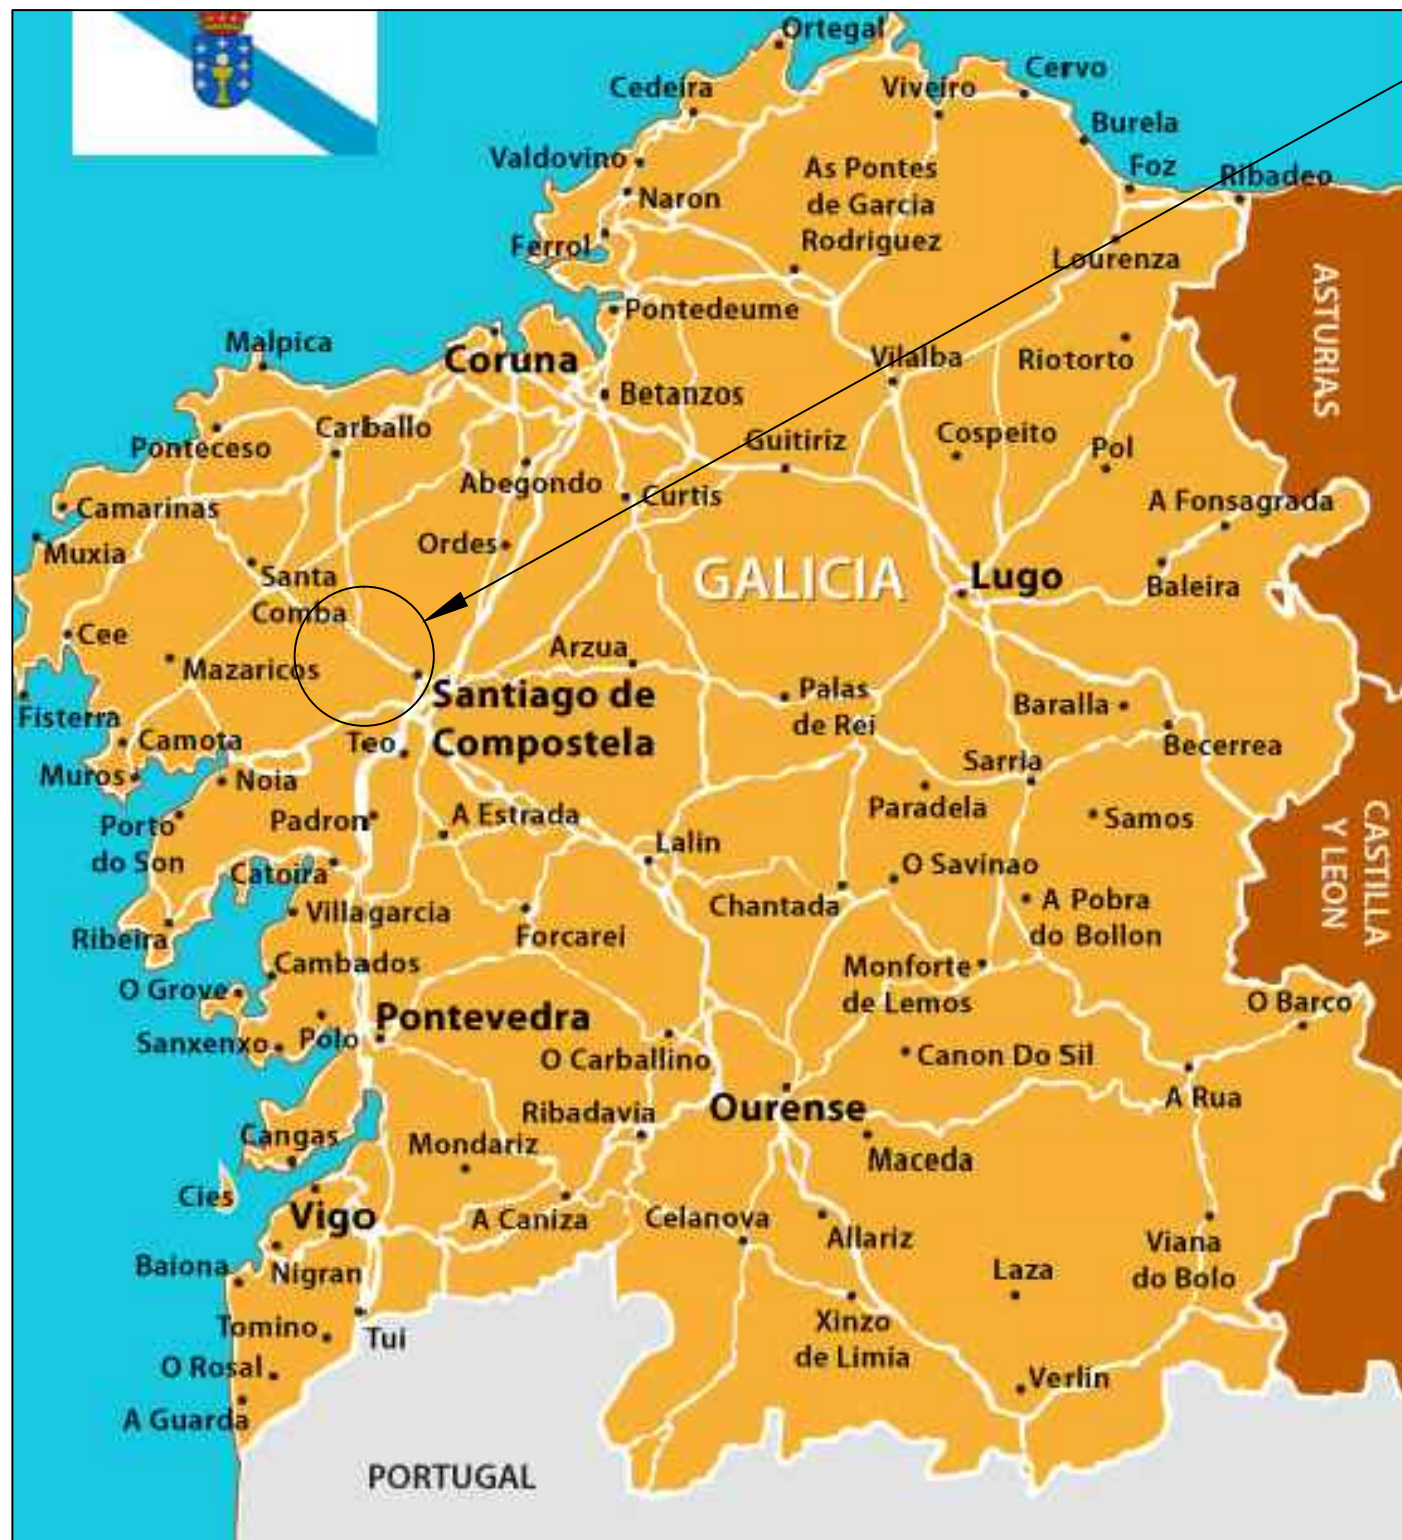 Ortegal
Cervo
Cedeira
Viveiro
Burela
Valdovino
As Pontes
de Garcia
Rodriguez
Foz
Ribadeo
Naron
Ferrol
Lourenza
ASTURIAS
Pontedeume
Malpica
Coruna
Vilalba
Riotorto
Betanzos
Ponteceso
Carballo
Guitiriz
Cospeito
Pol
Abegondo
Curtis
A Fonsagrada
Camarinas
Muxia
Ordes
Santa
Comba
GALICIA
Lugo
Baleira
Cee
Mazaricos
Arzua
Santiago de
Compostela
Palas
de Rei
Baralla
Becerrea
Fisterra
Camota
Teo
Muros
Noia
Sarria
Paradela
Samos
Porto
do Son
Padron
A Estrada
Lalin
CASTILLA
Y LEON
Catoira
O Savinao
Villagarcia
Chantada
A Pobra
do Bollon
Ribeira
Forcarei
Cambados
Monforte
de Lemos
O Grove
O Barco
Sanxenxo
Polo
Pontevedra
O Carballino
Canon Do Sil
Ribadavia
Ourense
A Rua
Cangas
Mondariz
Maceda
Cies
Vigo
A Caniza
Celanova
Allariz
Viana
do Bolo
Baiona
Nigran
Laza
Tomino
Tui
Xinzo
de Limia
O Rosal
Verlin
A Guarda
PORTUGAL